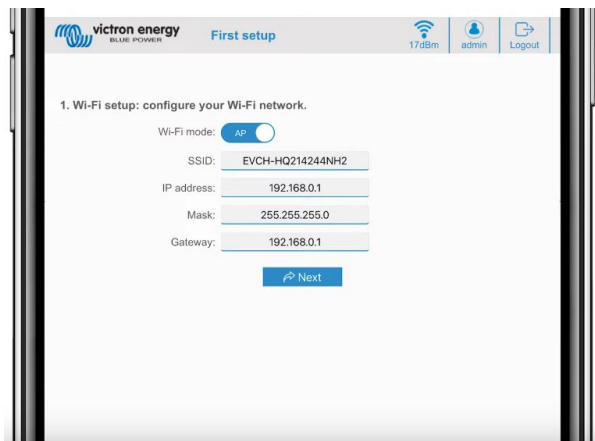 victron energy
BLUE POWER
First setup
17dBm
admin
Logout
1. Wi-Fi setup: configure your Wi-Fi network.
Wi-Fi mode: AP
SSID: EVCH-HQ214244NH2
IP address: 192.168.0.1
Mask: 255.255.255.0
Gateway: 192.168.0.1
Next